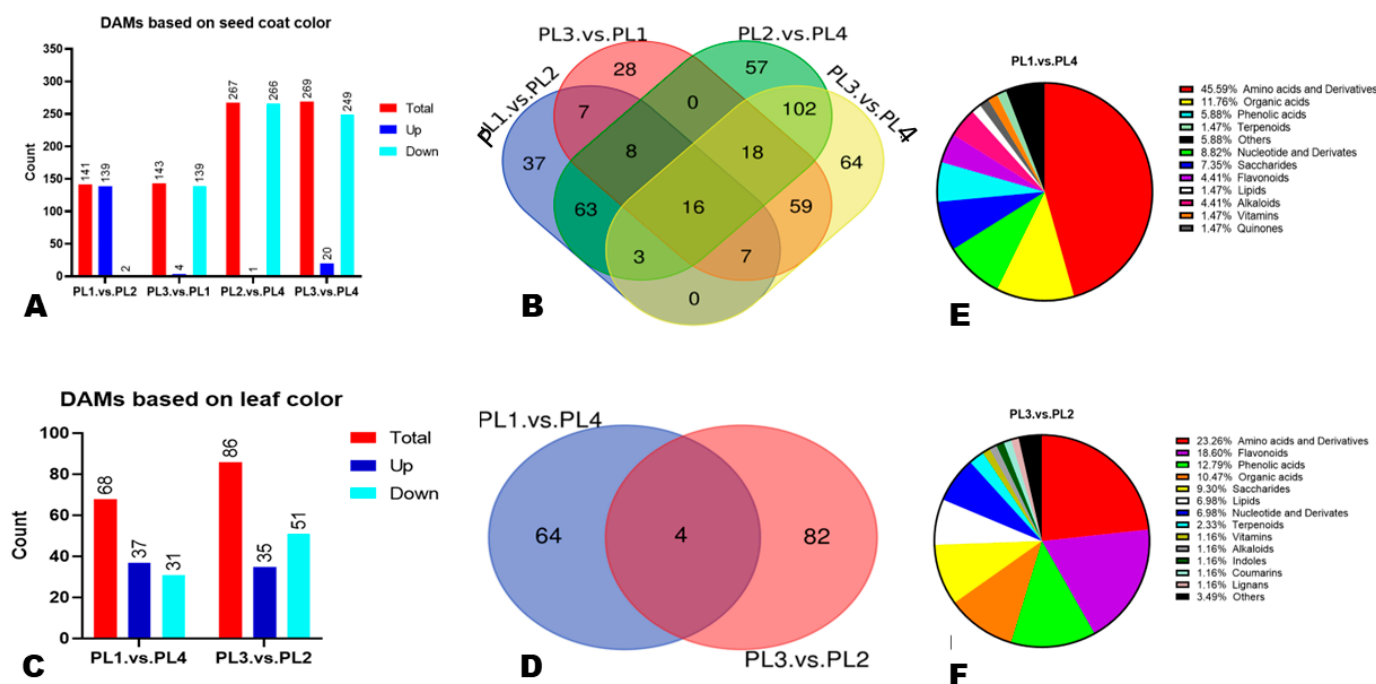 DAMs based on seed coat color
Count
350
300
250
200
150
100
50
0
141
139
2
143
4
139
267
1
266
269
20
249
PL1.vs.PL2
PL3.vs.PL1
PL2.vs.PL4
PL3.vs.PL4
Total
Up
Down
A
PL1.vs.PL2
PL3.vs.PL1
PL2.vs.PL4
PL3.vs.PL4
28
57
7
0
102
37
8
18
64
63
16
59
3
7
0
B
PL1.vs.PL4
45.59% Amino acids and Derivatives
11.76% Organic acids
5.88% Phenolic acids
1.47% Terpenoids
5.88% Others
8.82% Nucleotide and Derivates
7.35% Saccharides
4.41% Flavonoids
1.47% Lipids
4.41% Alkaloids
1.47% Vitamins
1.47% Quinones
E
DAMs based on leaf color
Count
100
80
60
40
20
0
68
37
31
86
35
51
PL1.vs.PL4
PL3.vs.PL2
Total
Up
Down
C
PL1.vs.PL4
64
4
82
PL3.vs.PL2
D
PL3.vs.PL2
23.26% Amino acids and Derivatives
18.60% Flavonoids
12.79% Phenolic acids
10.47% Organic acids
9.30% Saccharides
6.98% Lipids
6.98% Nucleotide and Derivates
2.33% Terpenoids
1.16% Vitamins
1.16% Alkaloids
1.16% Indoles
1.16% Coumarins
1.16% Lignans
3.49% Others
F